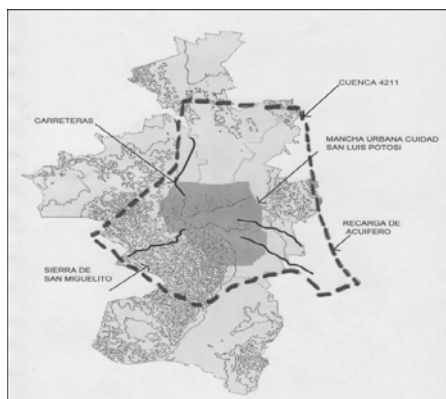 CUENCA 4211
CARRETERAS
MANCHA URBANA CUIDAD
SAN LUIS POTOSI
RECARGA DE
ACUIFERO
SIERRA DE
SAN MIGUELITO